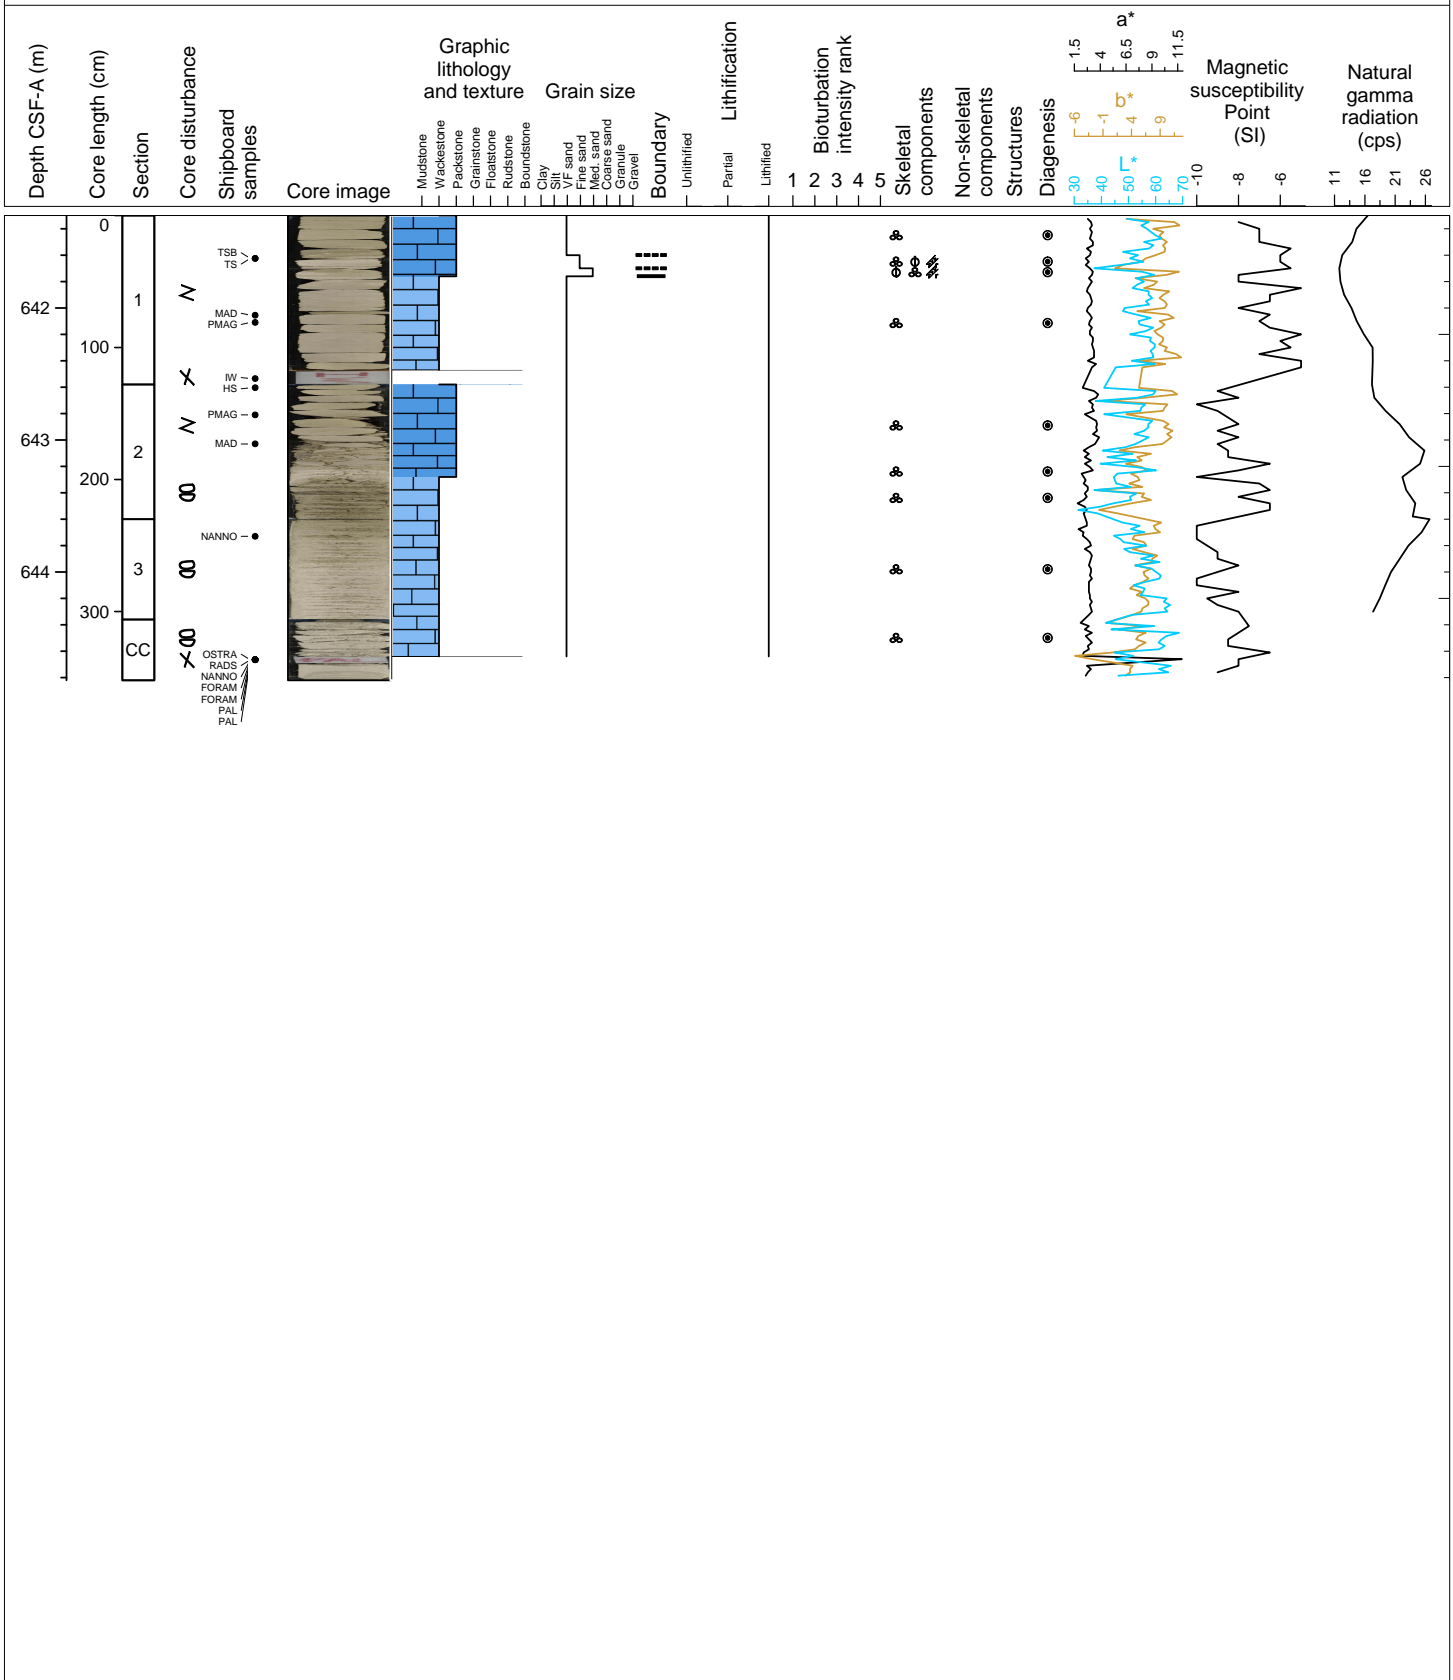 Depth CSF-A (m)
Core length (cm)
Section
Core disturbance
Shipboard
samples
Core image
Graphic
lithology
and texture
Mudstone
Wackestone
Packstone
Grainstone
Floatstone
Rudstone
Boundstone
Grain size
Clay
Silt
VF sand
Fine sand
Med. sand
Coarse sand
Granule
Gravel
Boundary
Lithification
Unlithified
Partial
Lithified
Bioturbation
intensity rank
1 2 3 4 5
Skeletal
components
Non-skeletal
components
Structures
Diagenesis
a*
1.5 4 6.5 9 11.5
b*
-6 -1 4 9
L*
30 40 50 60 70
Magnetic
susceptibility
Point
(SI)
-10 -8 -6
Natural
gamma
radiation
(cps)
11 16 21 26
0
TSB
TS
1
642
MAD
PMAG
100
IW
HS
PMAG
643
MAD
2
200
NANNO
3
644
300
CC
OSTRA
RADS
NANNO
FORAM
FORAM
PAL
PAL